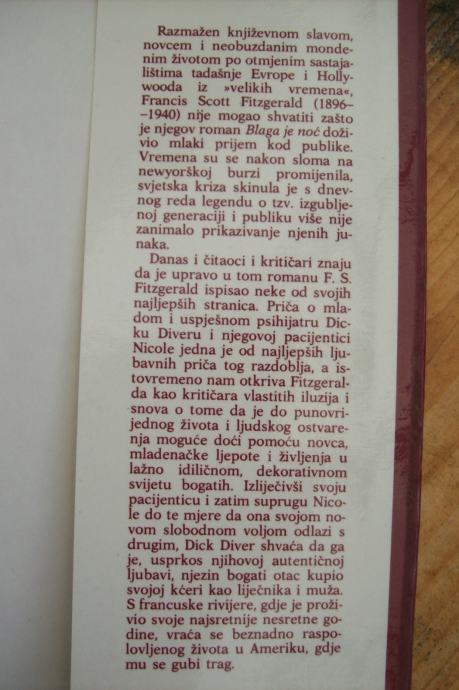 Razmažen književnom slavom,
novcem i neobuzdanim monde-
nim životom po otmjenim sastaja-
lištima tadašnje Evrope i Holly-
wooda iz »velikih vremena«,
Francis Scott Fitzgerald (1896–
–1940) nije mogao shvatiti zašto
je njegov roman Blaga je noć doži-
vio mlaki prijem kod publike.
Vremena su se nakon sloma na
newyorškoj burzi promijenila,
svjetska kriza skinula je s dnev-
nog reda legendu o tzv. izgublje-
noj generaciji i publiku više nije
zanimalo prikazivanje njenih ju-
naka.
Danas i čitaoci i kritičari znaju
da je upravo u tom romanu F. S.
Fitzgerald ispisao neke od svojih
najljepših stranica. Priča o mla-
dom i uspješnom psihijatru Dic-
ku Diveru i njegovoj pacijentici
Nicole jedna je od najljepših lju-
bavnih priča tog razdoblja, a is-
tovremeno nam otkriva Fitzgeral-
da kao kritičara vlastitih iluzija i
snova o tome da je do punovri-
jednog života i ljudskog ostvare-
nja moguće doći pomoću novca,
mladenačke ljepote i življenja u
lažno idiličnom, dekorativnom
svijetu bogatih. Izliječivši svoju
pacijenticu i zatim suprugu Nico-
le do te mjere da ona svojom no-
vom slobodnom voljom odlazi s
drugim, Dick Diver shvaća da ga
je, usprkos njihovoj autentičnoj
ljubavi, njezin bogati otac kupio
svojoj kćeri kao liječnika i muža.
S francuske rivijere, gdje je proži-
vio svoje najsretnije nesretne go-
dine, vraća se beznadno raspo-
lovljenog života u Ameriku, gdje
mu se gubi trag.